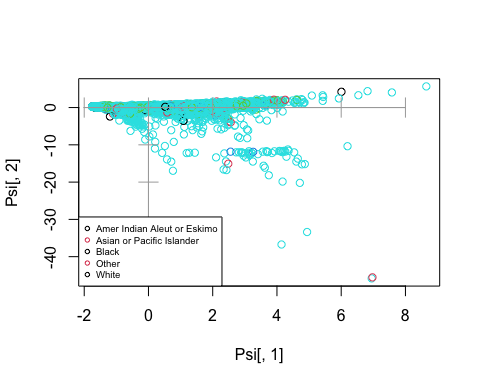 Psi[, 2]
0
-10
-20
-30
-40
Amer Indian Aleut or Eskimo
Asian or Pacific Islander
Black
Other
White
-2 0 2 4 6 8
Psi[, 1]